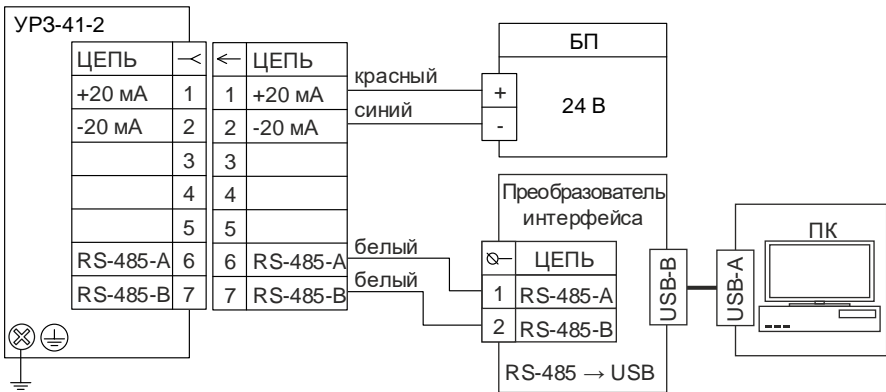 УРЗ-41-2
ЦЕПЬ
+20 мА 1
-20 мА 2
3
4
5
RS-485-A 6
RS-485-B 7
ЦЕПЬ
1 +20 мА
2 -20 мА
3
4
5
6 RS-485-A
7 RS-485-B
красный
синий
белый
белый
БП
+
-
24 В
Преобразователь
интерфейса
ЦЕПЬ
1 RS-485-A
2 RS-485-B
RS-485 → USB
USB-B
USB-A
ПК